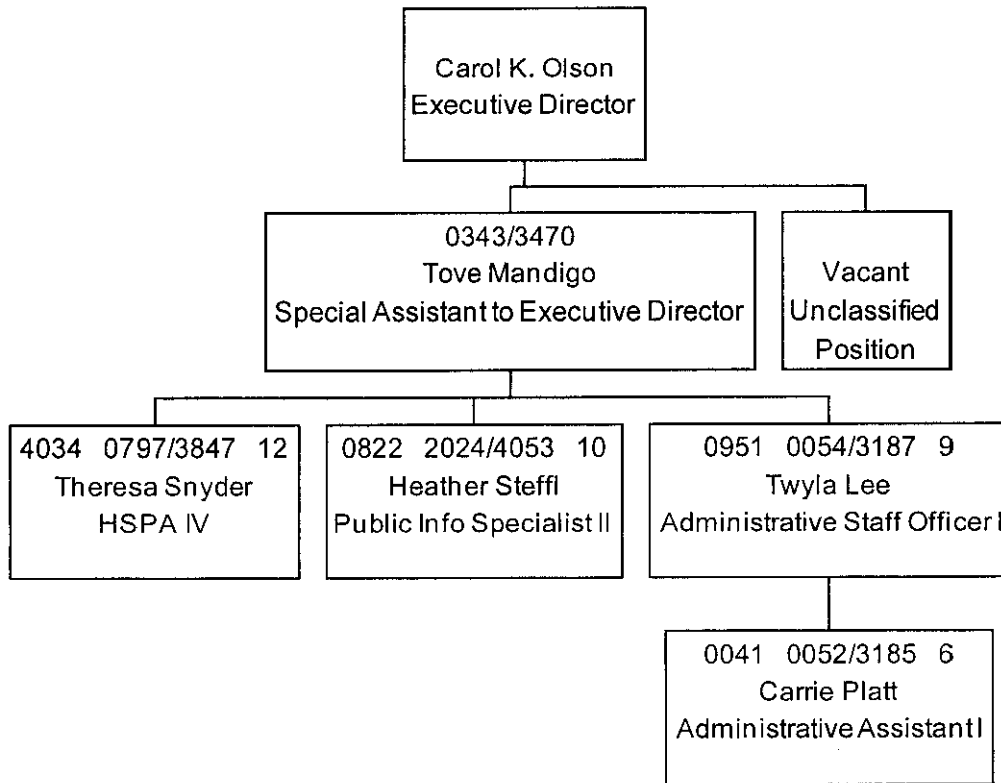 Carol K. Olson
Executive Director
0343/3470
Tove Mandigo
Special Assistant to Executive Director
Vacant
Unclassified
Position
4034 0797/3847 12
Theresa Snyder
HSPA IV
0822 2024/4053 10
Heather Steffl
Public Info Specialist II
0951 0054/3187 9
Twyla Lee
Administrative Staff Officer I
0041 0052/3185 6
Carrie Platt
Administrative Assistant I